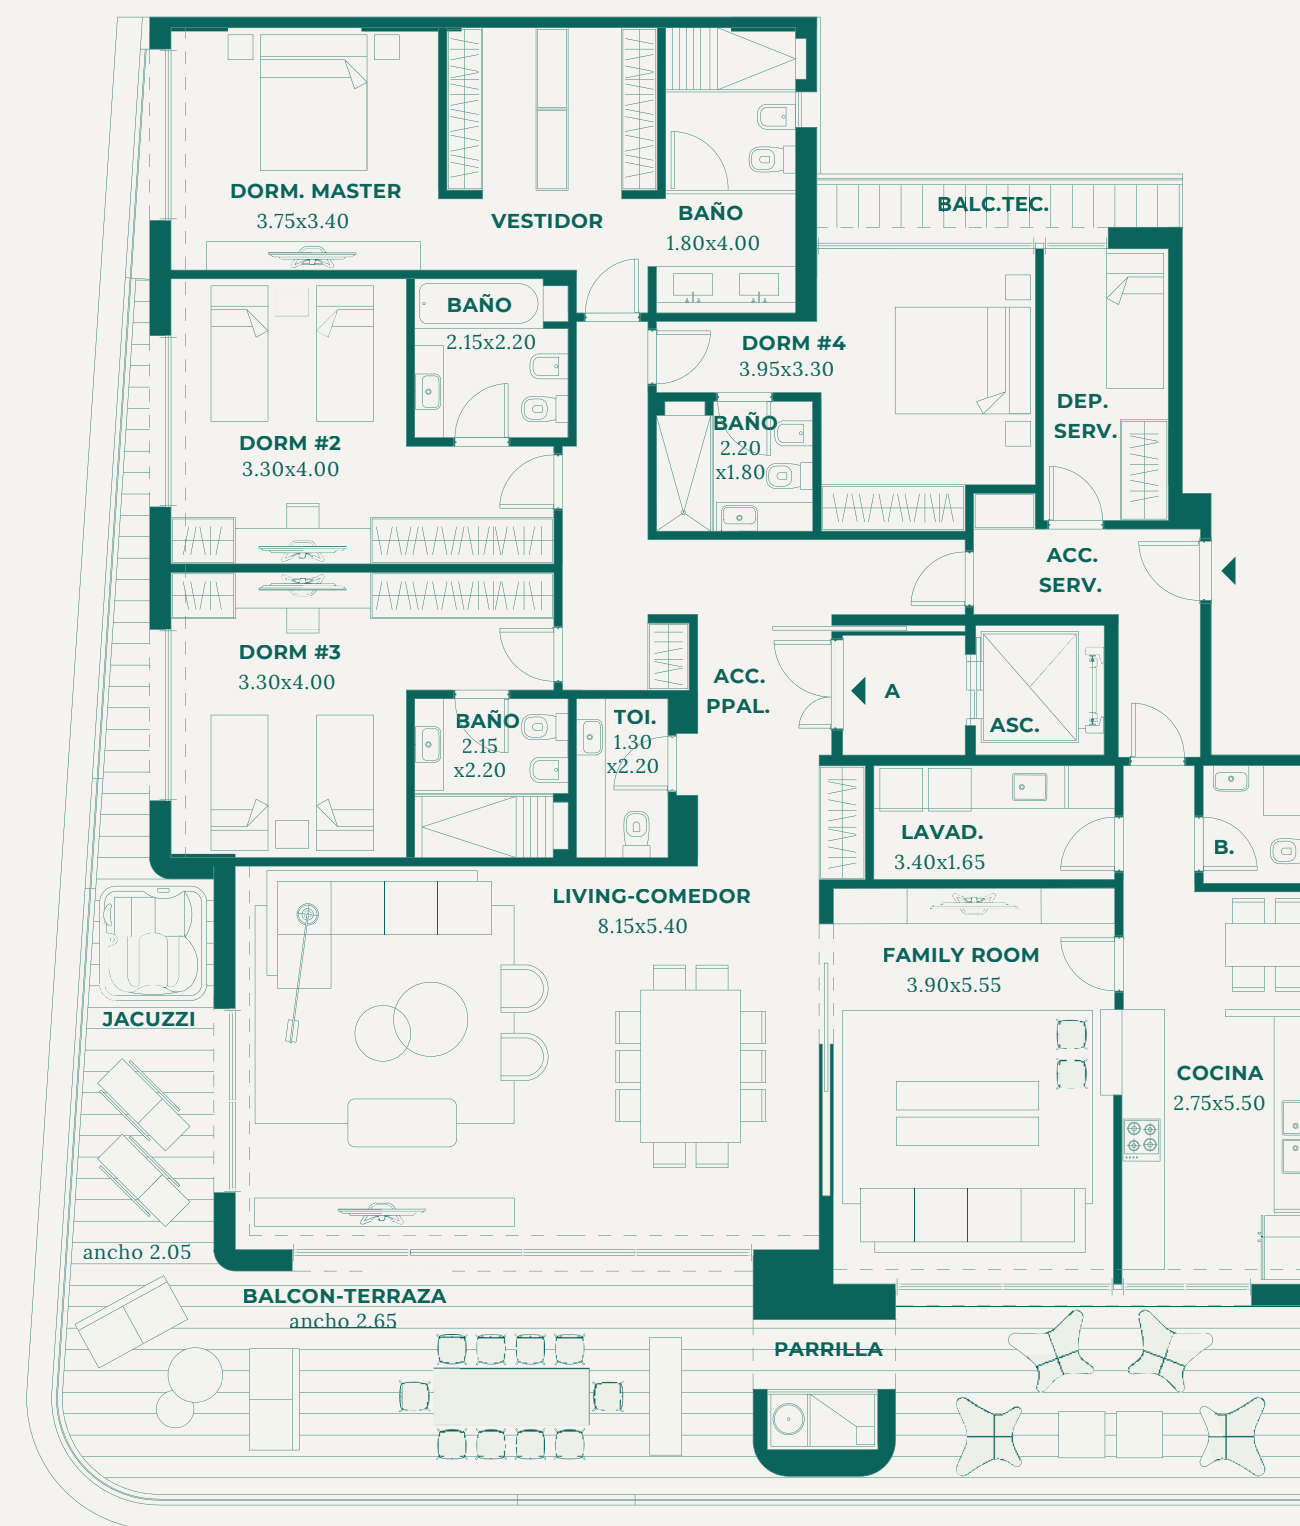 DORM. MASTER
3.75x3.40
VESTIDOR
BAÑO
1.80x4.00
BALC.TEC.
BAÑO
2.15x2.20
DORM #4
3.95x3.30
DORM #2
3.30x4.00
BAÑO
2.20
x1.80
DEP.
SERV.
ACC.
SERV.
DORM #3
3.30x4.00
BAÑO
2.15
x2.20
TOI.
1.30
x2.20
ACC.
PPAL.
A
ASC.
LAVAD.
3.40x1.65
B.
LIVING-COMEDOR
8.15x5.40
FAMILY ROOM
3.90x5.55
JACUZZI
COCINA
2.75x5.50
ancho 2.05
BALCON-TERRAZA
ancho 2.65
PARRILLA